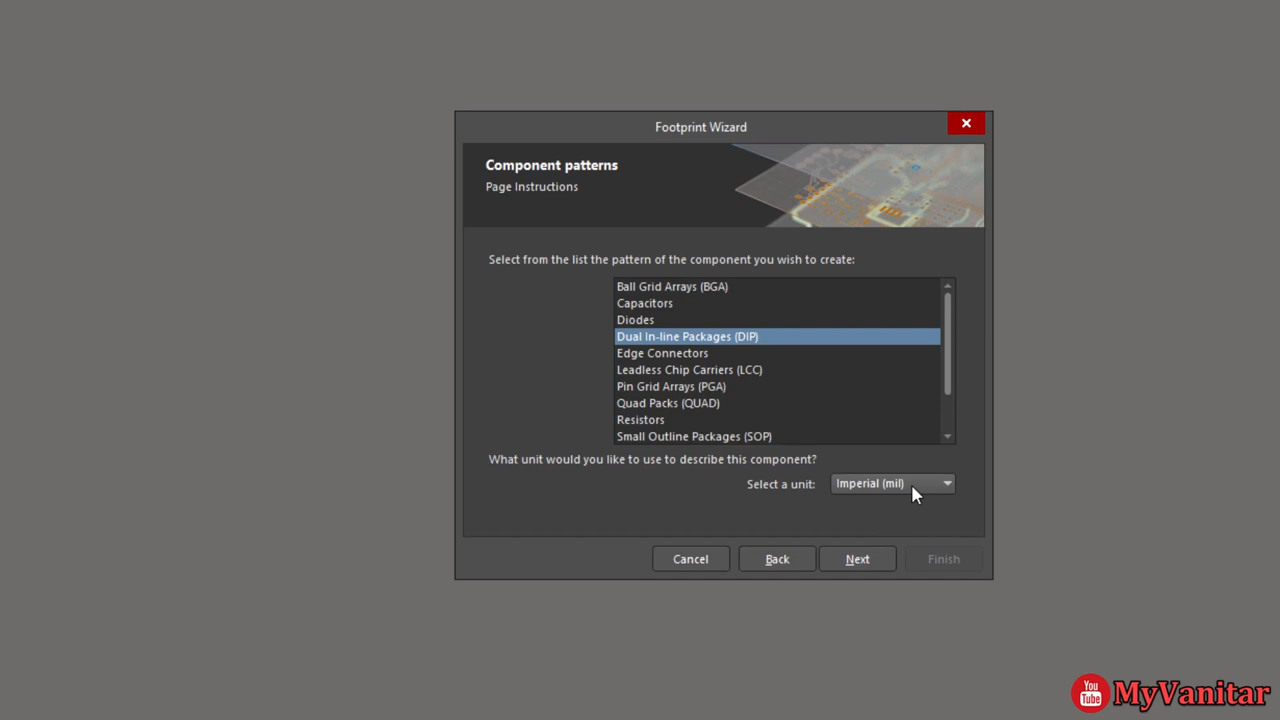 Footprint Wizard
Component patterns
Page Instructions
Select from the list the pattern of the component you wish to create:
Ball Grid Arrays (BGA)
Capacitors
Diodes
Dual In-line Packages (DIP)
Edge Connectors
Leadless Chip Carriers (LCC)
Pin Grid Arrays (PGA)
Quad Packs (QUAD)
Resistors
Small Outline Packages (SOP)
What unit would you like to use to describe this component?
Select a unit: Imperial (mil)
Cancel Back Next Finish
You Tube MyVanitar